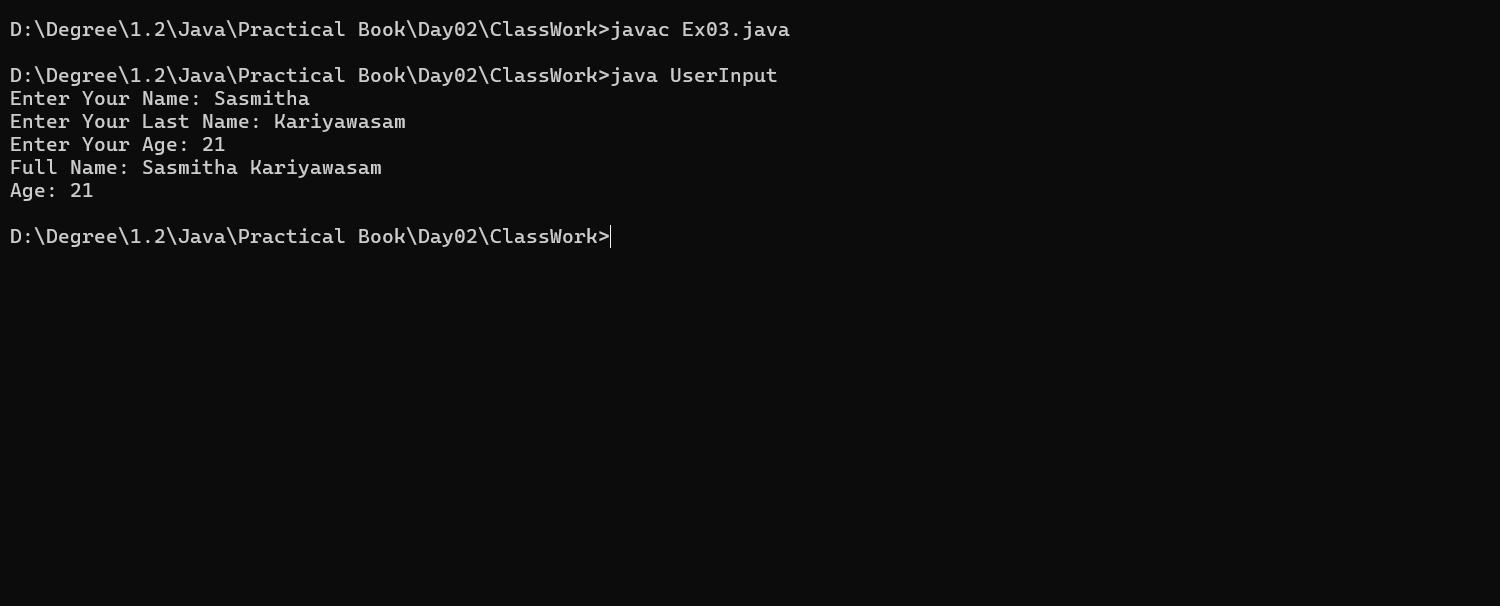 D:\Degree\1.2\Java\Practical Book\Day02\ClassWork>javac Ex03.java
D:\Degree\1.2\Java\Practical Book\Day02\ClassWork>java UserInput
Enter Your Name: Sasmitha
Enter Your Last Name: Kariyawasam
Enter Your Age: 21
Full Name: Sasmitha Kariyawasam
Age: 21
D:\Degree\1.2\Java\Practical Book\Day02\ClassWork>